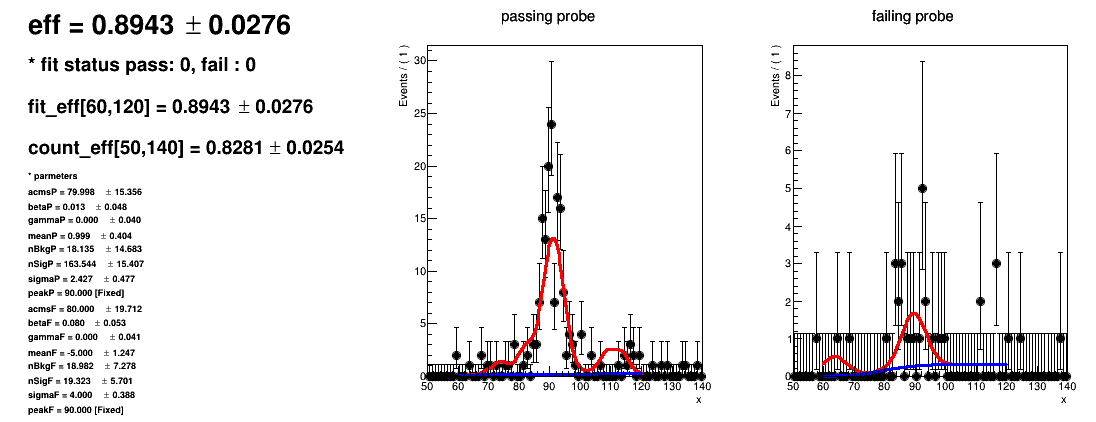 eff = 0.8943 ± 0.0276
* fit status pass: 0, fail : 0
fit_eff[60,120] = 0.8943 ± 0.0276
count_eff[50,140] = 0.8281 ± 0.0254
* parmeters
acmsP = 79.998 ± 15.356
betaP = 0.013 ± 0.048
gammaP = 0.000 ± 0.040
meanP = 0.999 ± 0.404
nBkgP = 18.135 ± 14.683
nSigP = 163.544 ± 15.407
sigmaP = 2.427 ± 0.477
peakP = 90.000 [Fixed]
acmsF = 80.000 ± 19.712
betaF = 0.080 ± 0.053
gammaF = 0.000 ± 0.041
meanF = -5.000 ± 1.247
nBkgF = 18.982 ± 7.278
nSigF = 19.323 ± 5.701
sigmaF = 4.000 ± 0.388
peakF = 90.000 [Fixed]
passing probe
Events / ( 1 )
30
25
20
15
10
5
0
50 60 70 80 90 100 110 120 130 140
x
failing probe
Events / ( 1 )
8
7
6
5
4
3
2
1
0
50 60 70 80 90 100 110 120 130 140
x